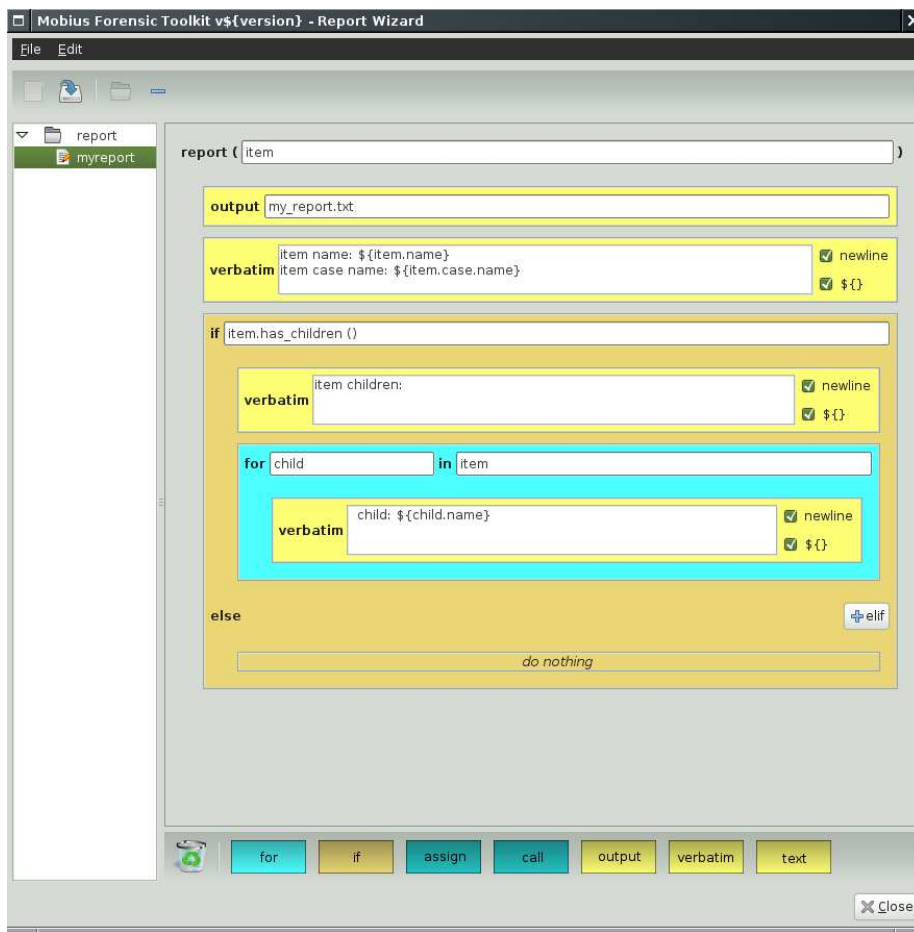 Mobius Forensic Toolkit v${version} - Report Wizard
File Edit
report
myreport
report ( item )
output my_report.txt
verbatim item name: ${item.name}
item case name: ${item.case.name}
newline
${}
if item.has_children ()
verbatim item children:
newline
${}
for child in item
verbatim child: ${child.name}
newline
${}
else
elif
do nothing
for if assign call output verbatim text
Close